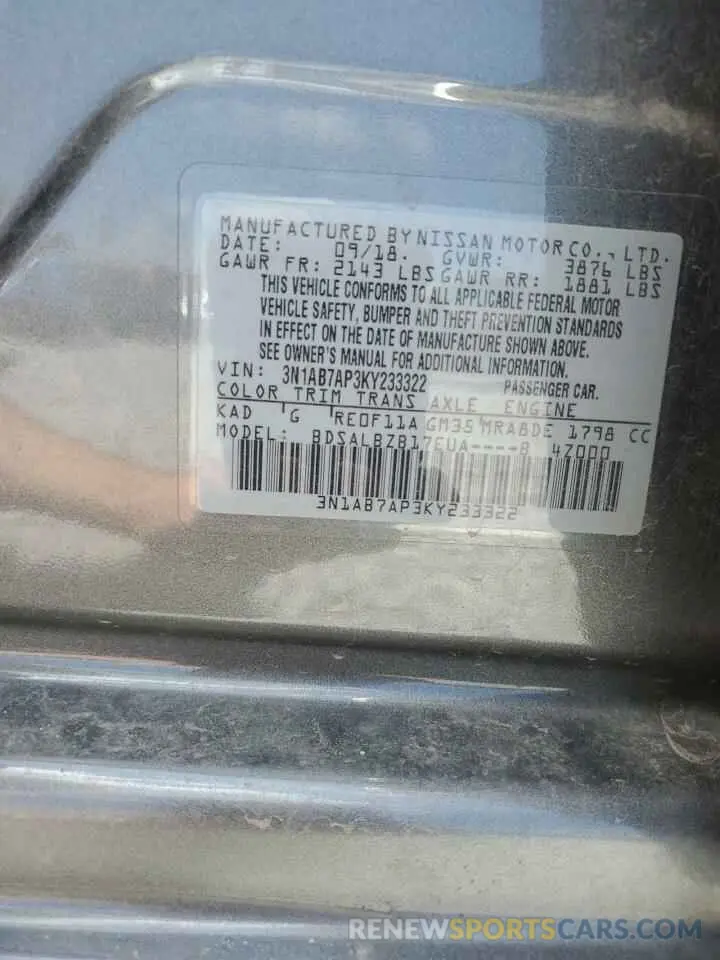 MANUFACTURED BY NISSAN MOTOR CO., LTD.
DATE: 09/18. GVWR: 3876 LBS
GAWR FR: 2143 LBS GAWR RR: 1881 LBS
THIS VEHICLE CONFORMS TO ALL APPLICABLE FEDERAL MOTOR
VEHICLE SAFETY, BUMPER AND THEFT PREVENTION STANDARDS
IN EFFECT ON THE DATE OF MANUFACTURE SHOWN ABOVE.
SEE OWNER'S MANUAL FOR ADDITIONAL INFORMATION.
VIN: 3N1AB7AP3KY233322 PASSENGER CAR.
COLOR TRIM TRANS AXLE ENGINE
KAD G RE0F11A GM35 MRA8DE 1798 CC
MODEL: BDSALBZB17EUA----B 4Z000
3N1AB7AP3KY233322
RENEWSPORTSCARS.COM